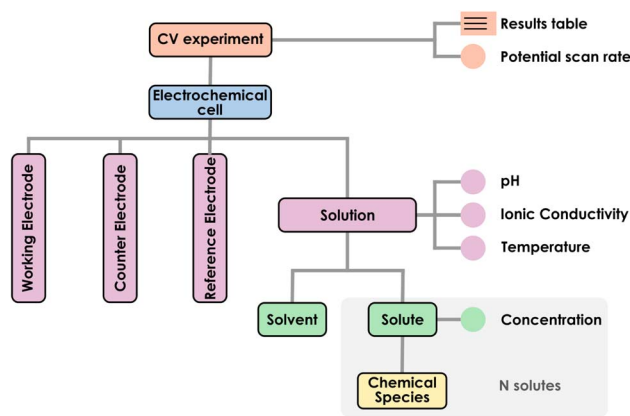 CV experiment
Results table
Potential scan rate
Electrochemical
cell
Working Electrode
Counter Electrode
Reference Electrode
Solution
pH
Ionic Conductivity
Temperature
Solvent
Solute
Concentration
Chemical
Species
N solutes